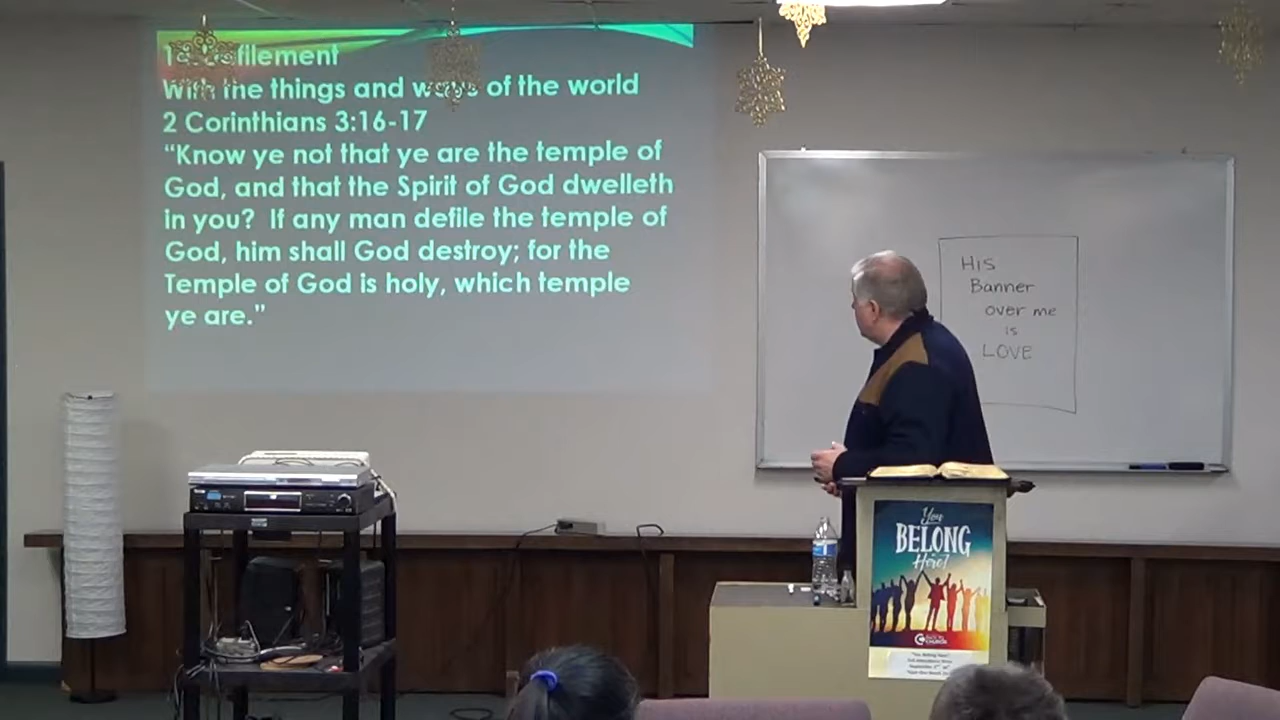 With the things and ways of the world
2 Corinthians 3:16-17
“Know ye not that ye are the temple of
God, and that the Spirit of God dwelleth
in you?  If any man defile the temple of
God, him shall God destroy; for the
Temple of God is holy, which temple
ye are.”
HIS
Banner
over me
is
LOVE
You
BELONG
Here!
CHURCH